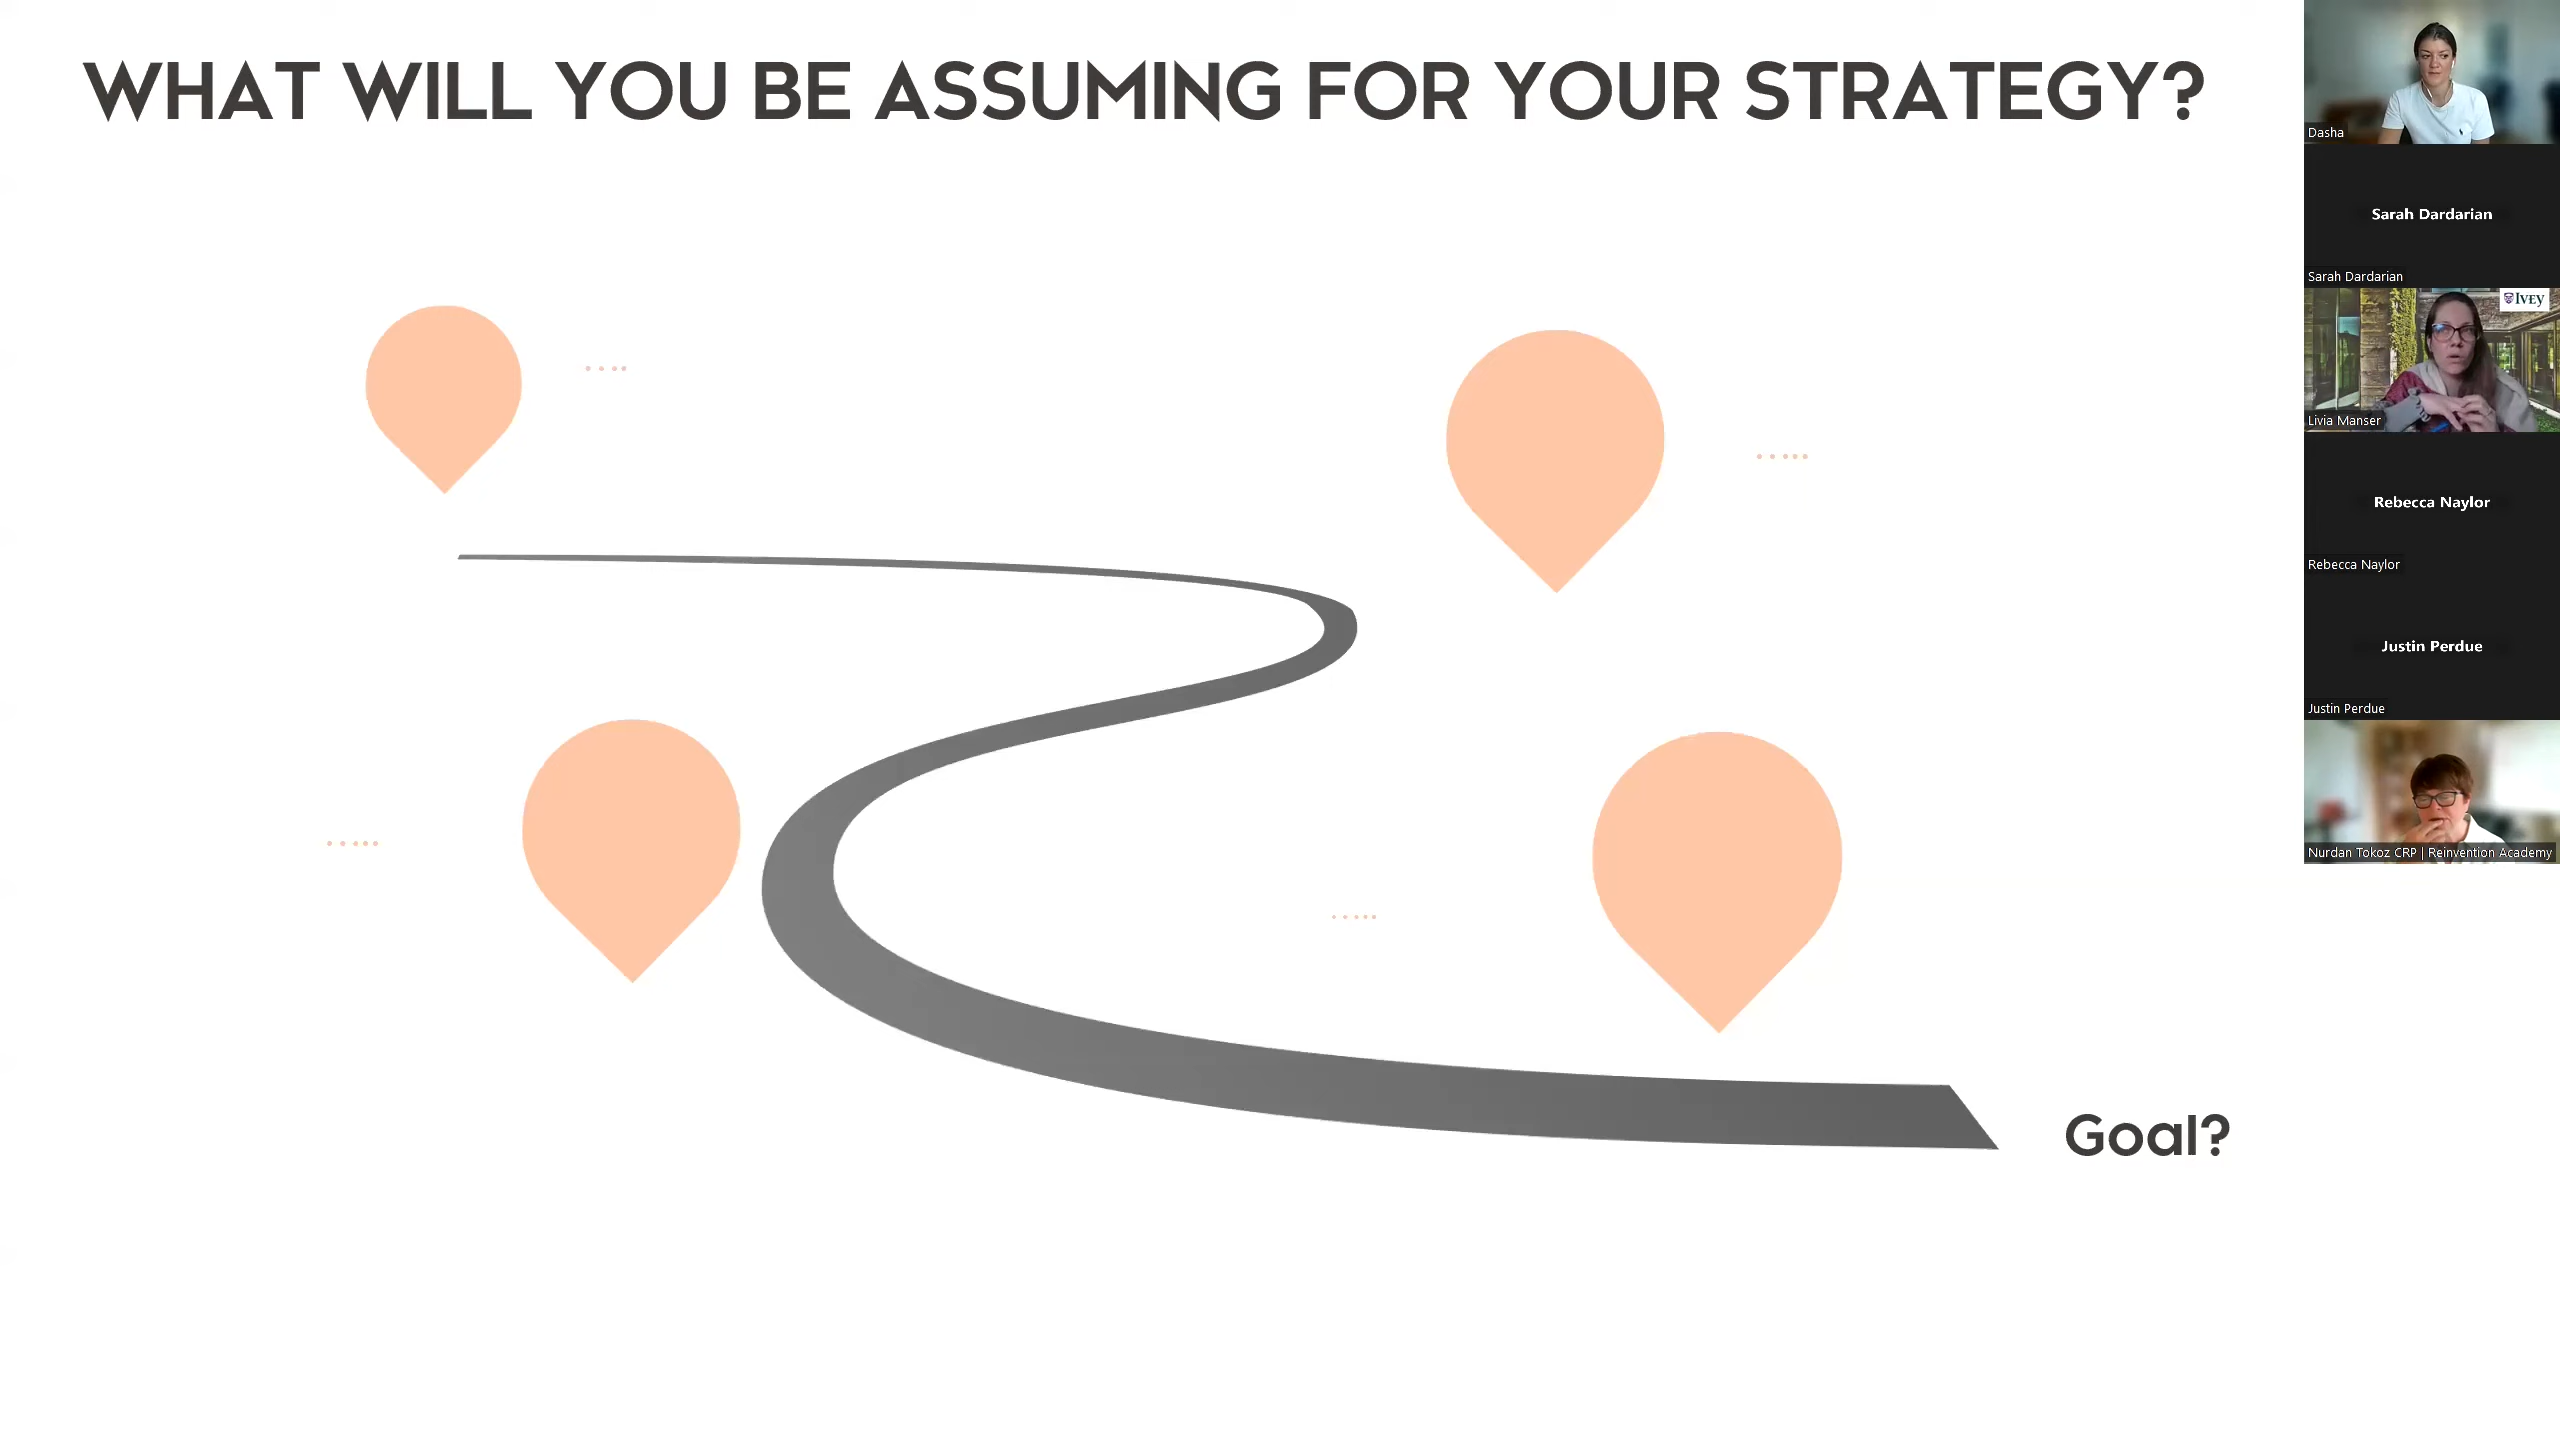 WHAT WILL YOU BE ASSUMING FOR YOUR STRATEGY?
.....
.....
.....
.....
Goal?
Dasha
Sarah Dardarian
Sarah Dardarian
IVEY
Livia Manser
Rebecca Naylor
Rebecca Naylor
Justin Perdue
Justin Perdue
Nurdan Tokoz CRP | Reinvention Academy